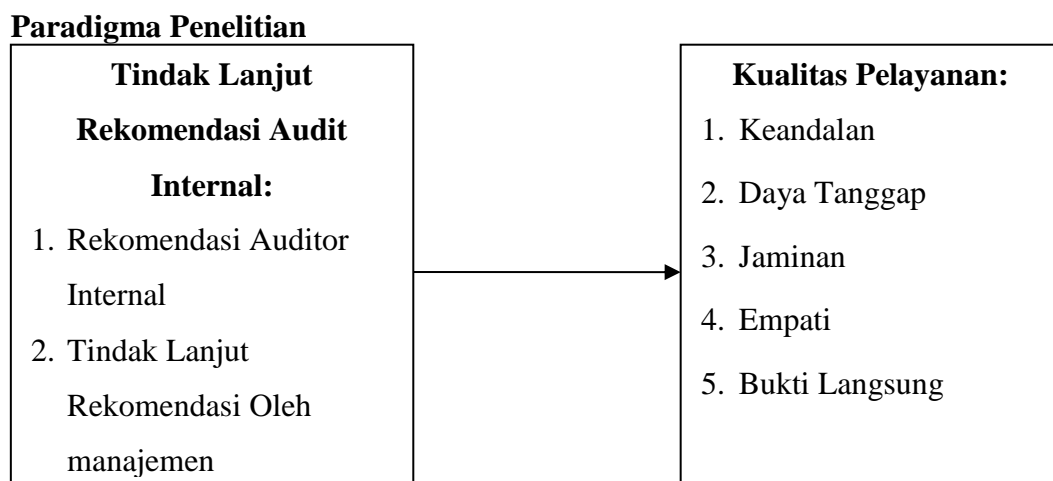 Paradigma Penelitian
Tindak Lanjut
Rekomendasi Audit
Internal:
1. Rekomendasi Auditor
Internal
2. Tindak Lanjut
Rekomendasi Oleh
manajemen
Kualitas Pelayanan:
1. Keandalan
2. Daya Tanggap
3. Jaminan
4. Empati
5. Bukti Langsung